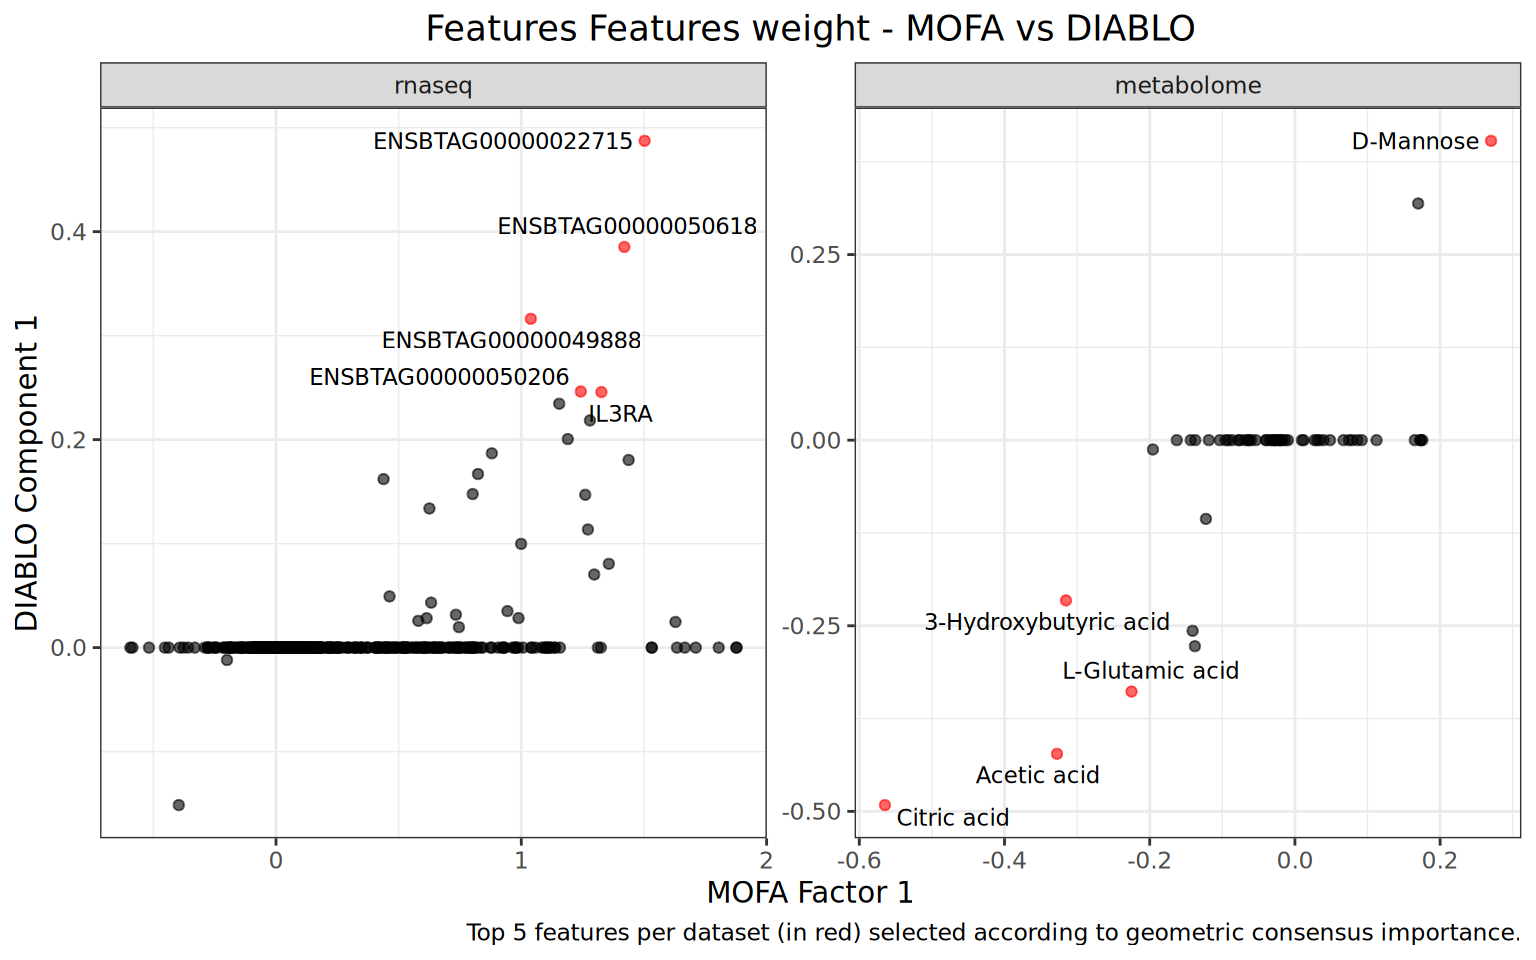 Features Features weight - MOFA vs DIABLO
rnaseq
metabolome
ENSBTAG00000022715
ENSBTAG00000050618
ENSBTAG00000049888
ENSBTAG00000050206
IL3RA
D-Mannose
3-Hydroxybutyric acid
L-Glutamic acid
Acetic acid
Citric acid
DIABLO Component 1
0.4
0.2
0.0
0.25
0.00
-0.25
-0.50
0 1 2
-0.6 -0.4 -0.2 0.0 0.2
MOFA Factor 1
Top 5 features per dataset (in red) selected according to geometric consensus importance.